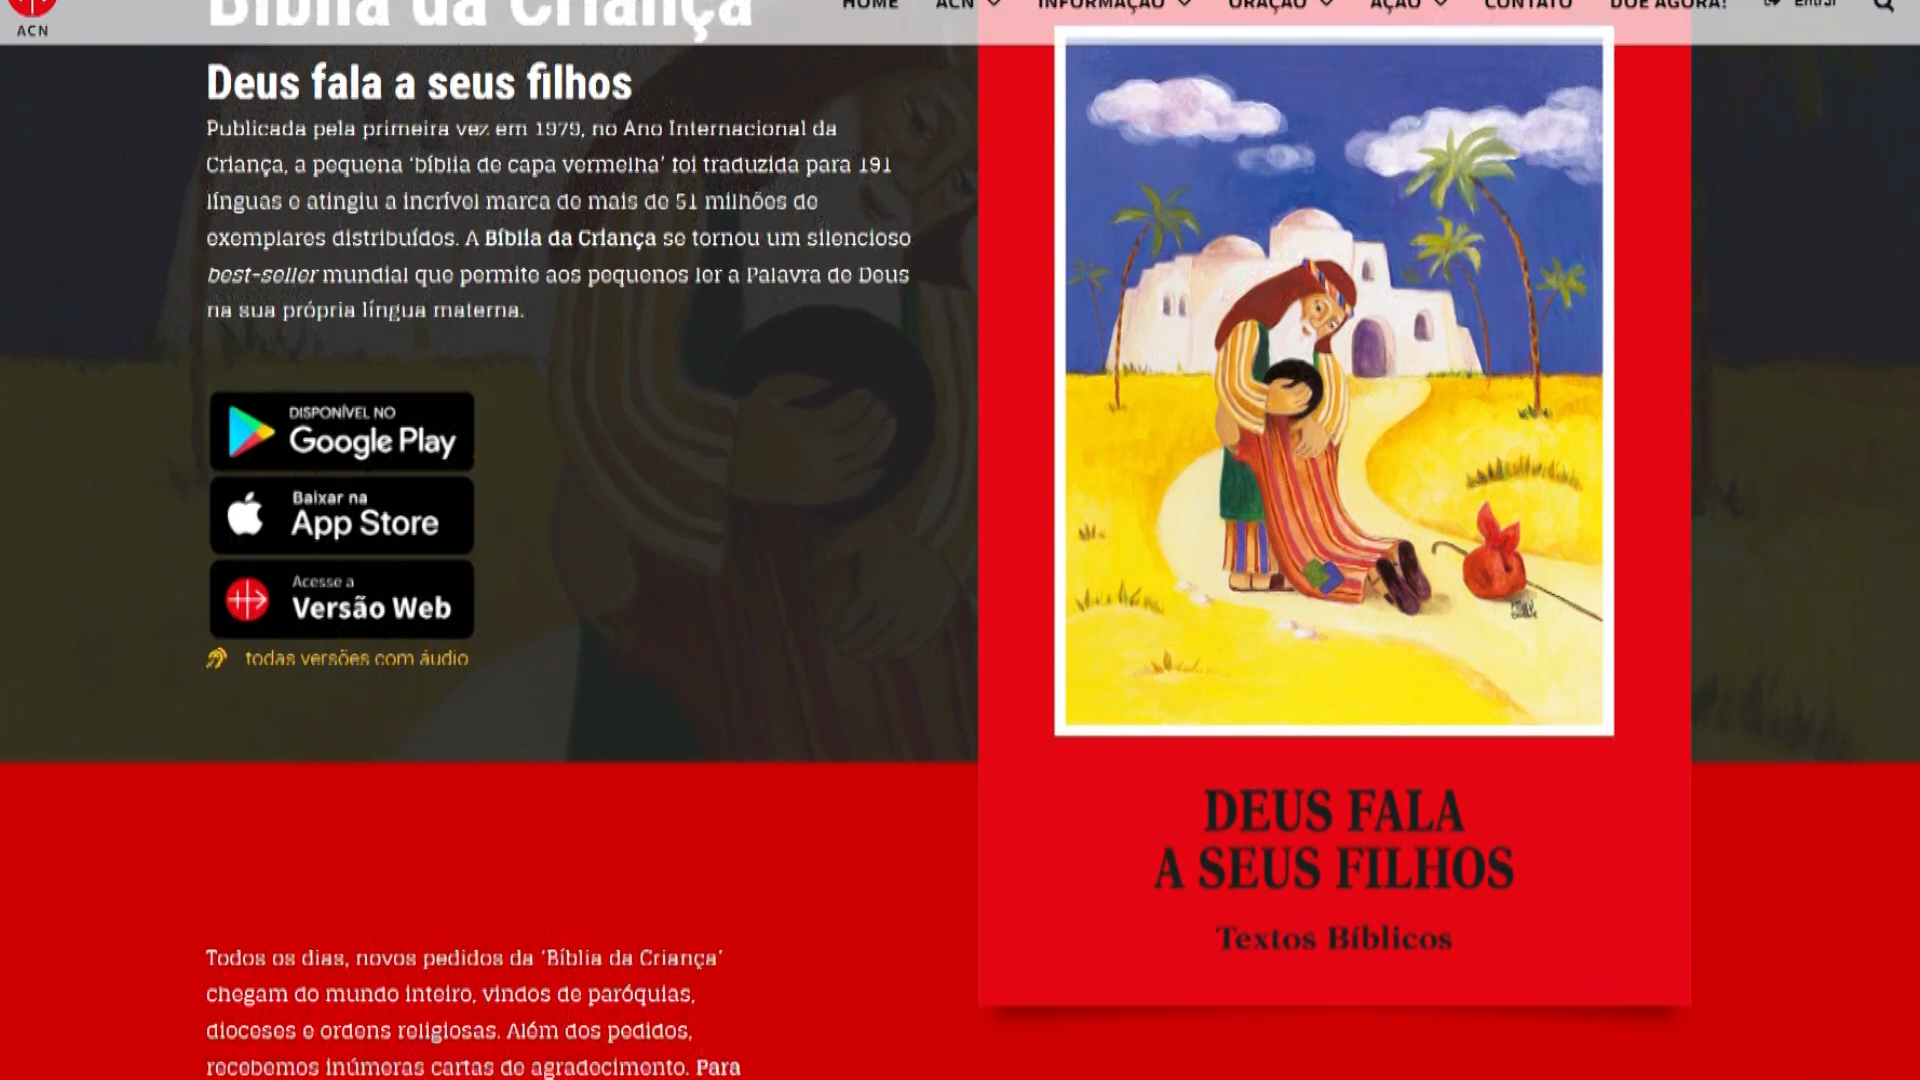 Bíblia da Criança
HOME ACN INFORMAÇÃO ORAÇÃO AÇÃO CONTATO DOE AGORA! Entrar
ACN
Deus fala a seus filhos
Publicada pela primeira vez em 1979, no Ano Internacional da
Criança, a pequena ‘bíblia de capa vermelha’ foi traduzida para 191
línguas e atingiu a incrível marca de mais de 51 milhões de
exemplares distribuídos. A Bíblia da Criança se tornou um silencioso
best-seller mundial que permite aos pequenos ler a Palavra de Deus
na sua própria língua materna.
DISPONÍVEL NO
Google Play
Baixar na
App Store
Acesse a
Versão Web
todas versões com áudio
DEUS FALA
A SEUS FILHOS
Textos Bíblicos
Todos os dias, novos pedidos da ‘Bíblia da Criança’
chegam do mundo inteiro, vindos de paróquias,
dioceses e ordens religiosas. Além dos pedidos,
recebemos inúmeras cartas de agradecimento. Para